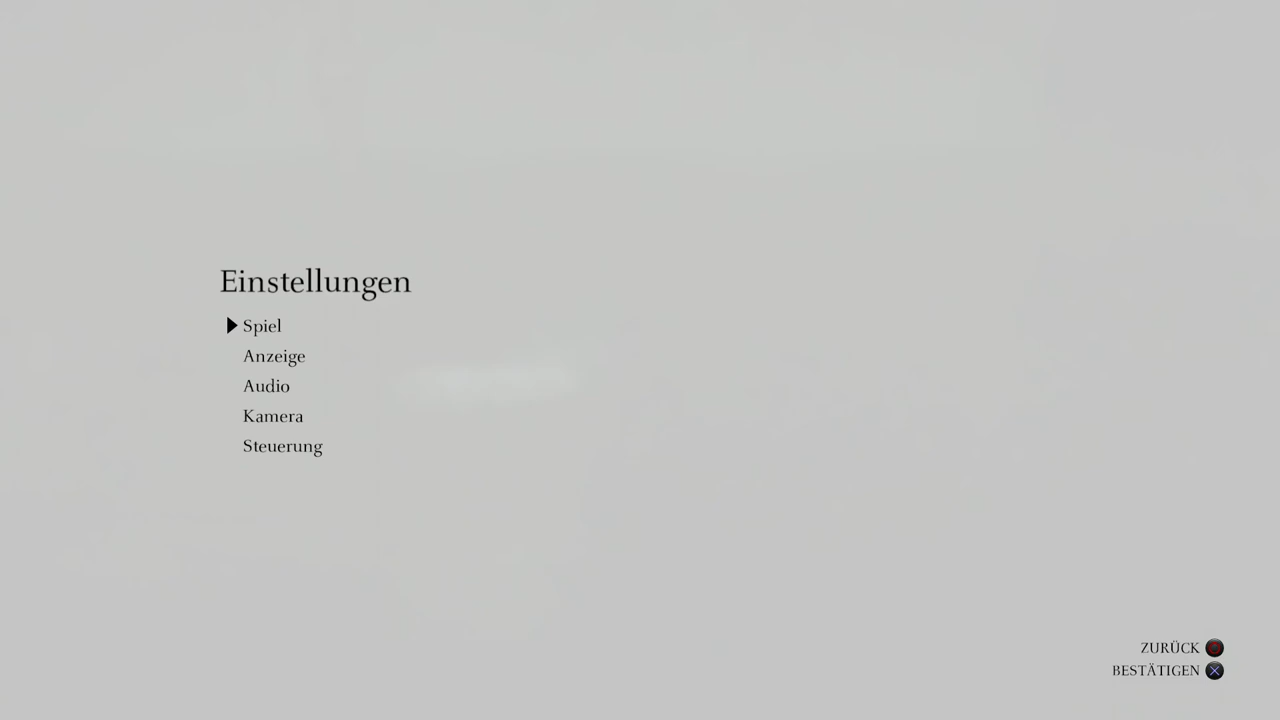 Einstellungen
Spiel
Anzeige
Audio
Kamera
Steuerung
ZURÜCK
BESTÄTIGEN